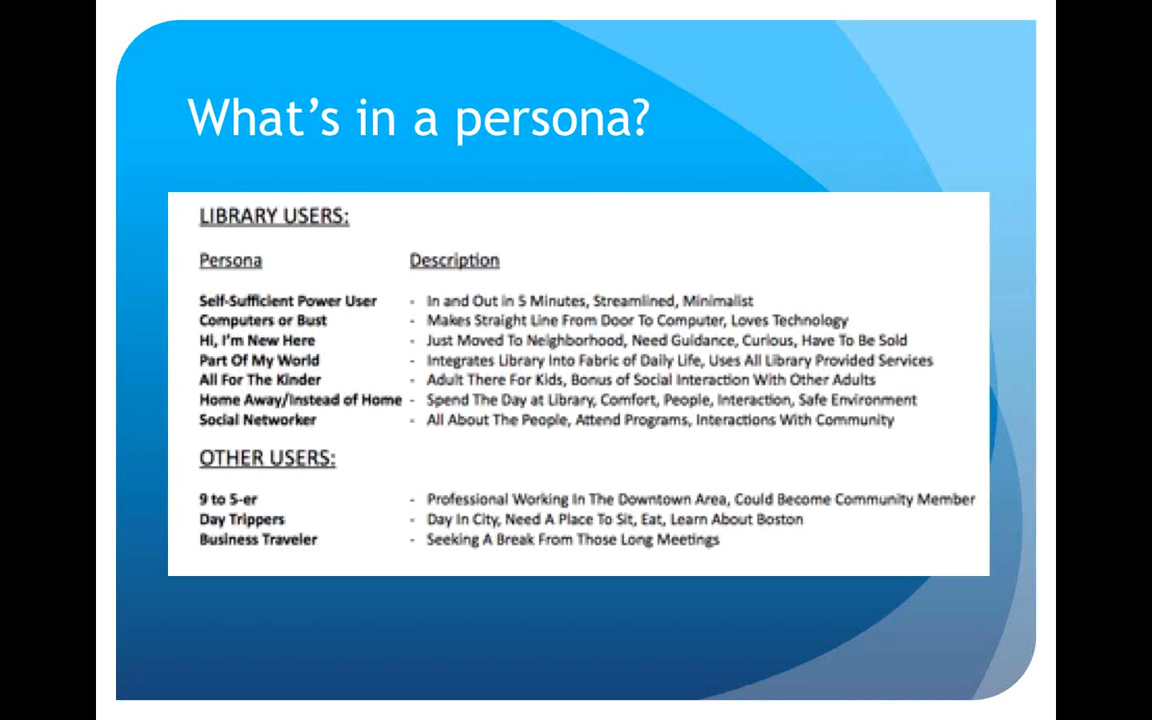 What's in a persona?
LIBRARY USERS:
Persona Description
Self-Sufficient Power User - In and Out in 5 Minutes, Streamlined, Minimalist
Computers or Bust - Makes Straight Line From Door To Computer, Loves Technology
Hi, I'm New Here - Just Moved To Neighborhood, Need Guidance, Curious, Have To Be Sold
Part Of My World - Integrates Library Into Fabric of Daily Life, Uses All Library Provided Services
All For The Kinder - Adult There For Kids, Bonus of Social Interaction With Other Adults
Home Away/Instead of Home - Spend The Day at Library, Comfort, People, Interaction, Safe Environment
Social Networker - All About The People, Attend Programs, Interactions With Community
OTHER USERS:
9 to 5-er - Professional Working In The Downtown Area, Could Become Community Member
Day Trippers - Day In City, Need A Place To Sit, Eat, Learn About Boston
Business Traveler - Seeking A Break From Those Long Meetings